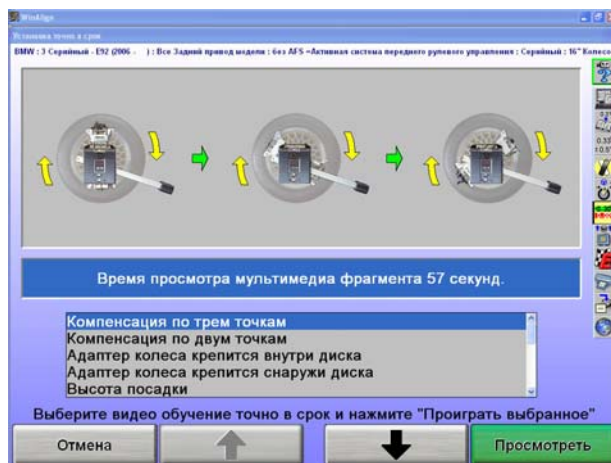 WinAlign
Установка точно в срок
BMW : 3 Серийный - E92 (2006 - ) : Все Задний привод модели : без AFS =Активная система переднего рулевого управления : Серийный : 16" Колесо
Время просмотра мультимедиа фрагмента 57 секунд.
Компенсация по трем точкам
Компенсация по двум точкам
Адаптер колеса крепится внутри диска
Адаптер колеса крепится снаружи диска
Высота посадки
Выберите видео обучение точно в срок и нажмите "Проиграть выбранное"
Отмена
Просмотреть